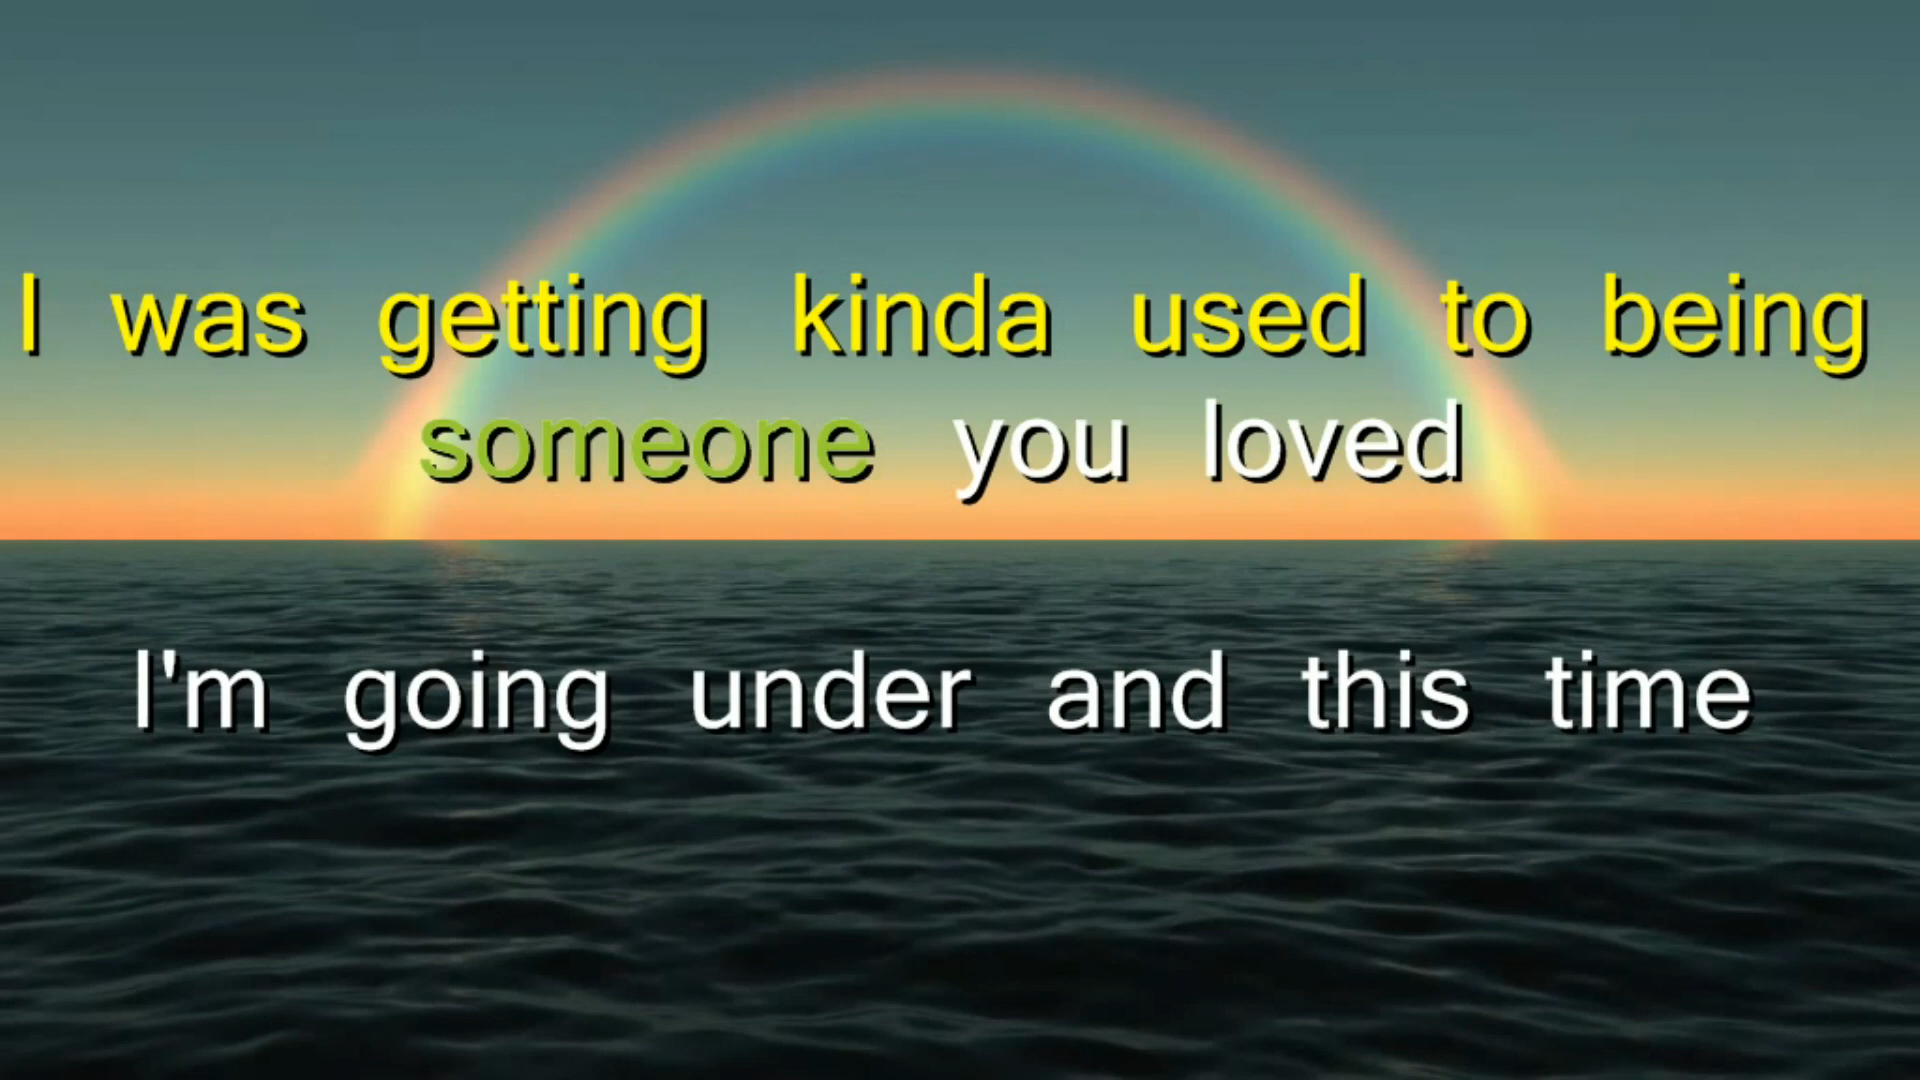 I was getting kinda used to being
someone you loved
I'm going under and this time